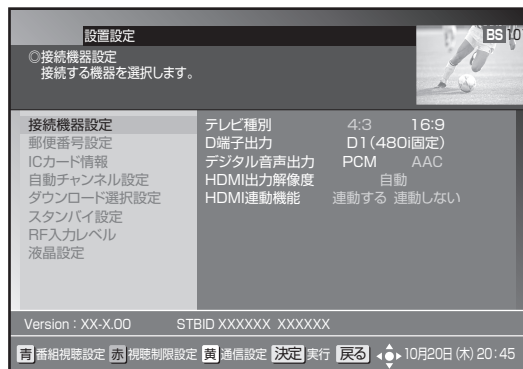 設置設定
BS 10
◎接続機器設定
接続する機器を選択します。
接続機器設定
郵便番号設定
ICカード情報
自動チャンネル設定
ダウンロード選択設定
スタンバイ設定
RF入力レベル
液晶設定
テレビ種別 4:3 16:9
D端子出力 D1(480i固定)
デジタル音声出力 PCM AAC
HDMI出力解像度 自動
HDMI連動機能 連動する 連動しない
Version：XX-X.00 STBID XXXXXX XXXXXX
青 番組視聴設定 赤 視聴制限設定 黄 通信設定 決定 実行 戻る 10月20日(木) 20:45